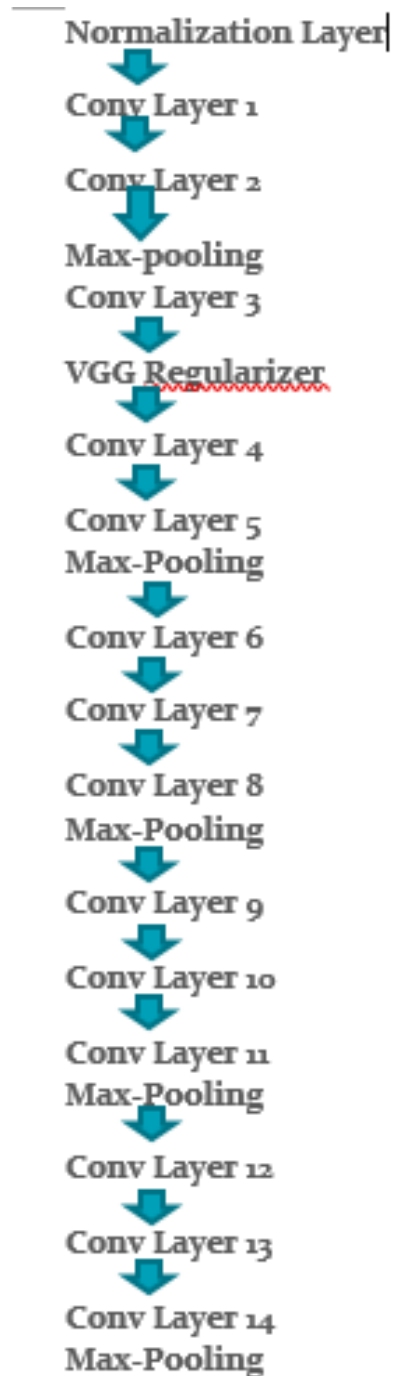 Normalization Layer
Conv Layer 1
Conv Layer 2
Max-pooling
Conv Layer 3
VGG Regularizer
Conv Layer 4
Conv Layer 5
Max-Pooling
Conv Layer 6
Conv Layer 7
Conv Layer 8
Max-Pooling
Conv Layer 9
Conv Layer 10
Conv Layer 11
Max-Pooling
Conv Layer 12
Conv Layer 13
Conv Layer 14
Max-Pooling